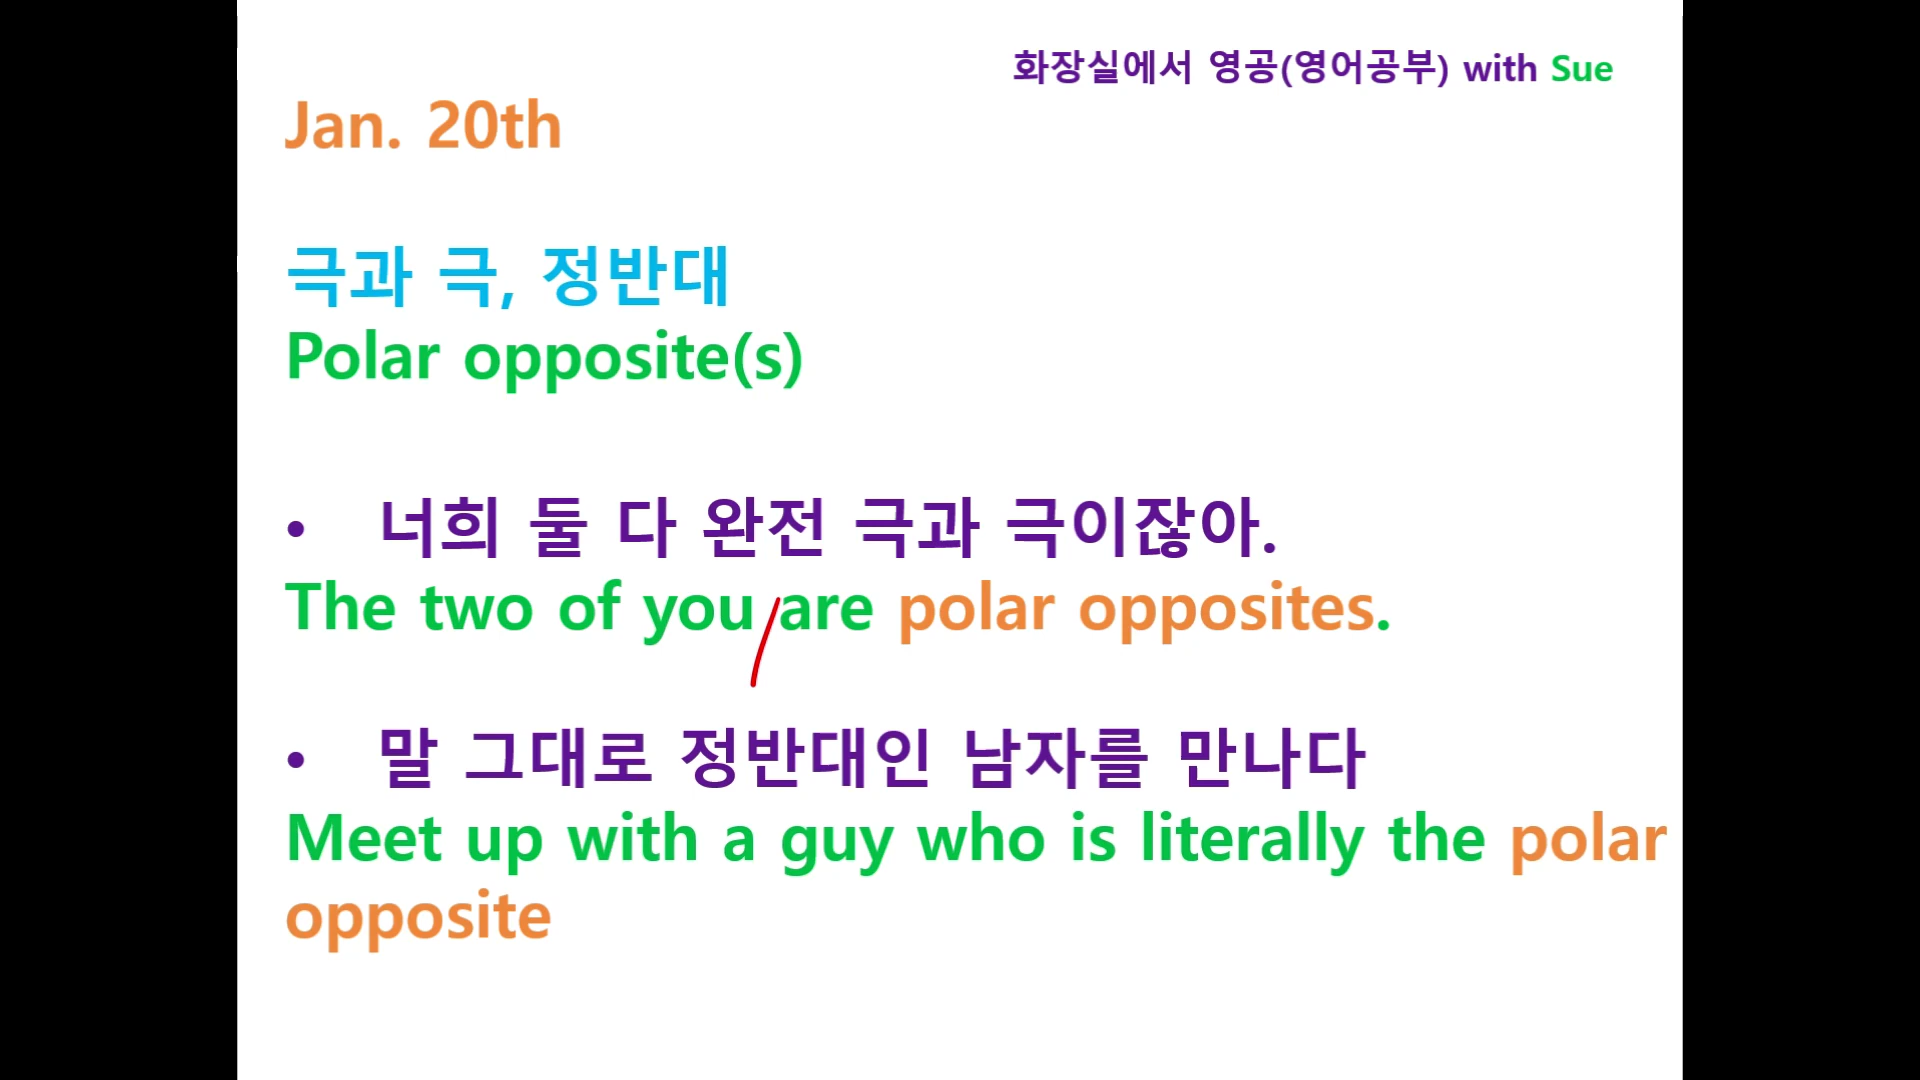 화장실에서 영공(영어공부) with Sue
Jan. 20th
극과 극, 정반대
Polar opposite(s)
• 너희 둘 다 완전 극과 극이잖아.
The two of you are polar opposites.
• 말 그대로 정반대인 남자를 만나다
Meet up with a guy who is literally the polar
opposite